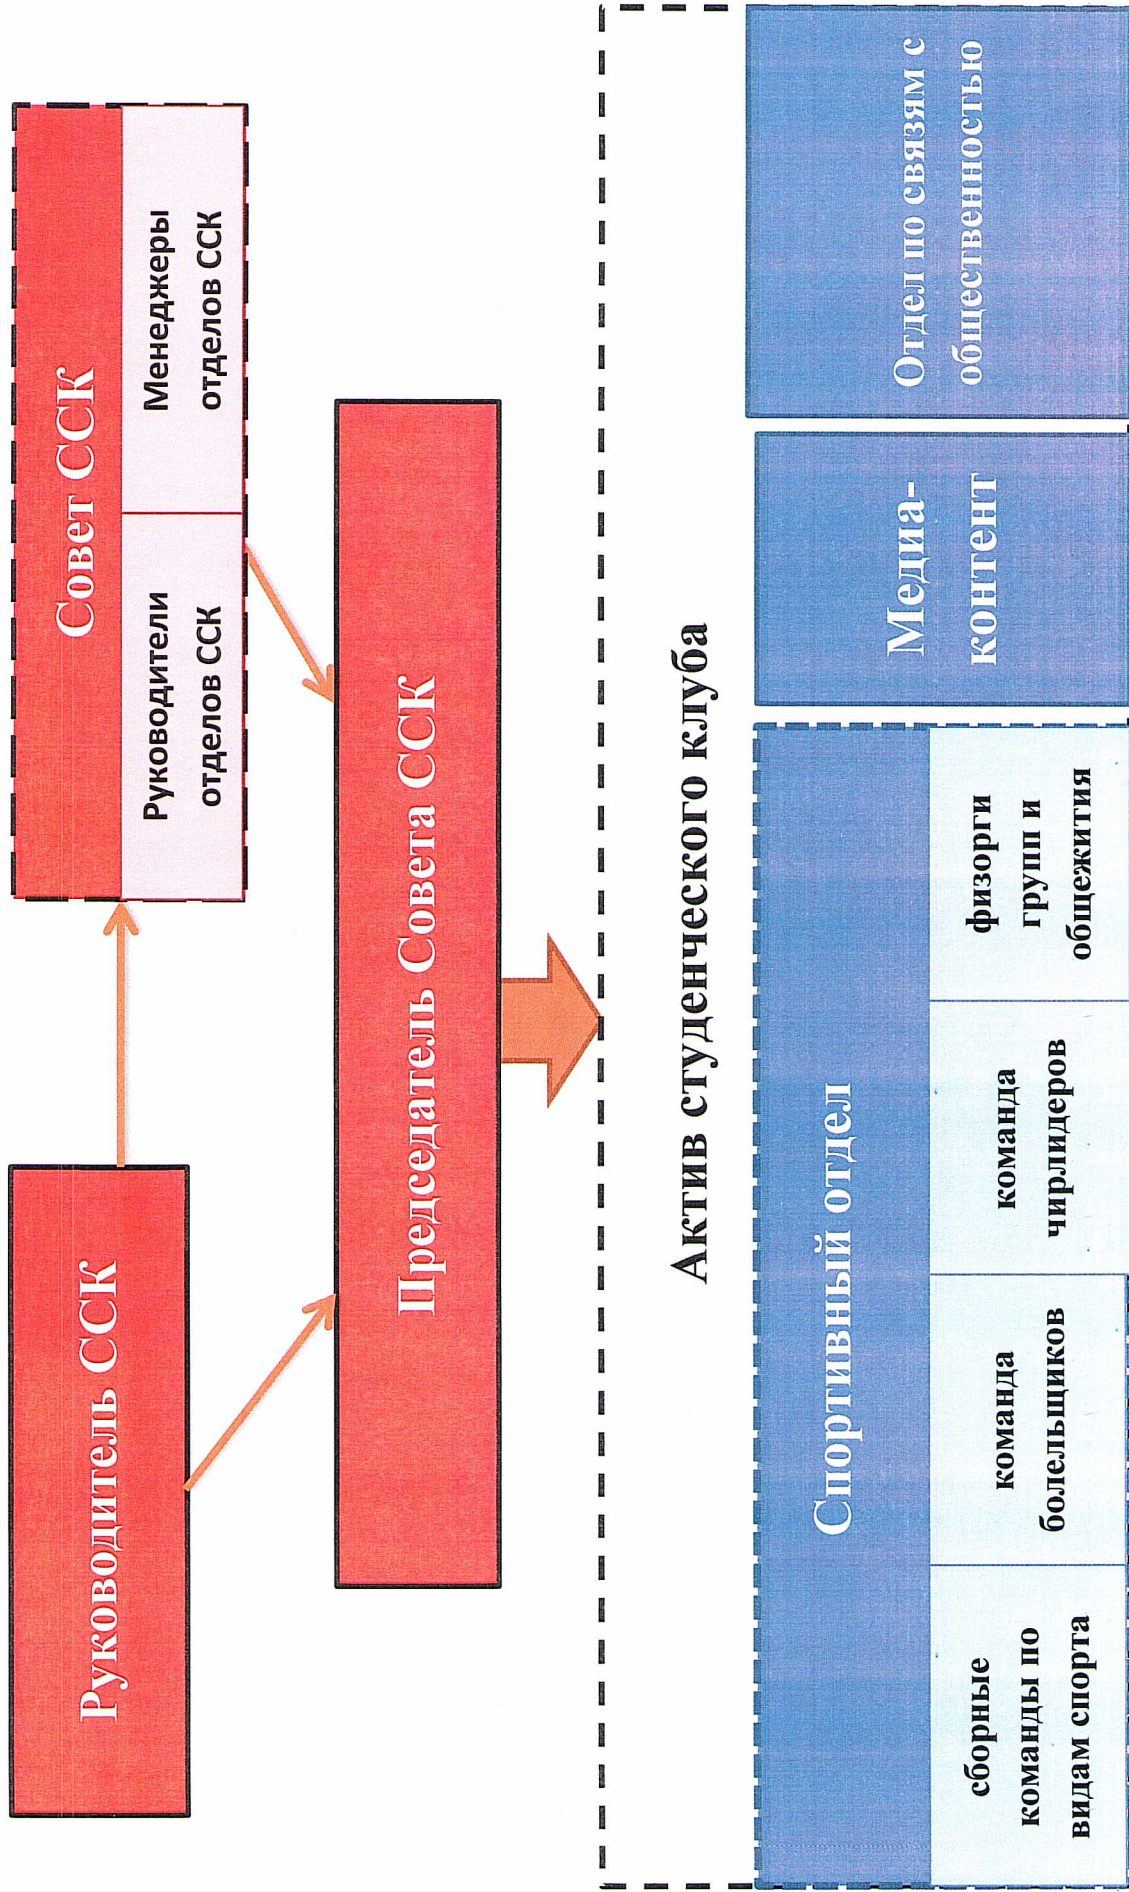 Руководитель ССК
Совет ССК
Руководители
отделов ССК
Менеджеры
отделов ССК
Председатель Совета ССК
Актив студенческого клуба
Спортивный отдел
сборные
команды по
видам спорта
команда
болельщиков
команда
чирлидеров
физорги
групп и
общежития
Медиа-
контент
Отдел по связям с
общественностью